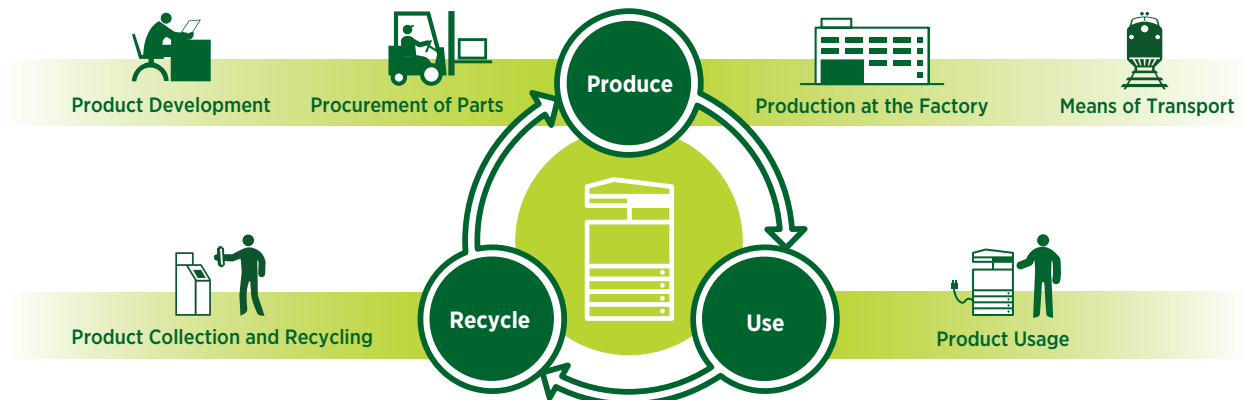 Produce
Product Development
Procurement of Parts
Production at the Factory
Means of Transport
Recycle
Use
Product Collection and Recycling
Product Usage